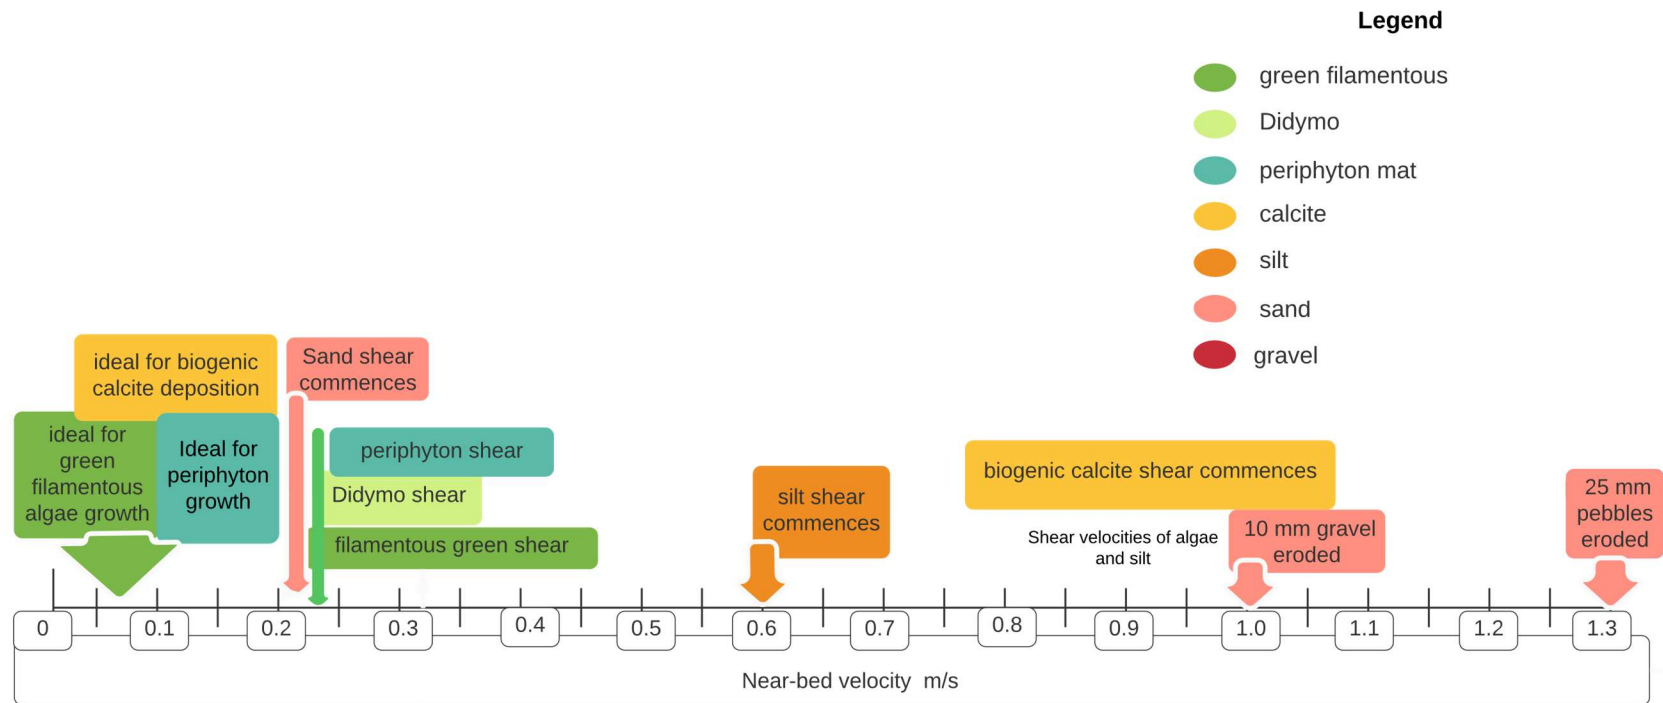 Legend
green filamentous
Didymo
periphyton mat
calcite
silt
sand
gravel
ideal for biogenic
calcite deposition
Sand shear
commences
ideal for
green
filamentous
algae growth
Ideal for
periphyton
growth
periphyton shear
Didymo shear
filamentous green shear
silt shear
commences
biogenic calcite shear commences
Shear velocities of algae
and silt
10 mm gravel
eroded
25 mm
pebbles
eroded
0 0.1 0.2 0.3 0.4 0.5 0.6 0.7 0.8 0.9 1.0 1.1 1.2 1.3
Near-bed velocity m/s